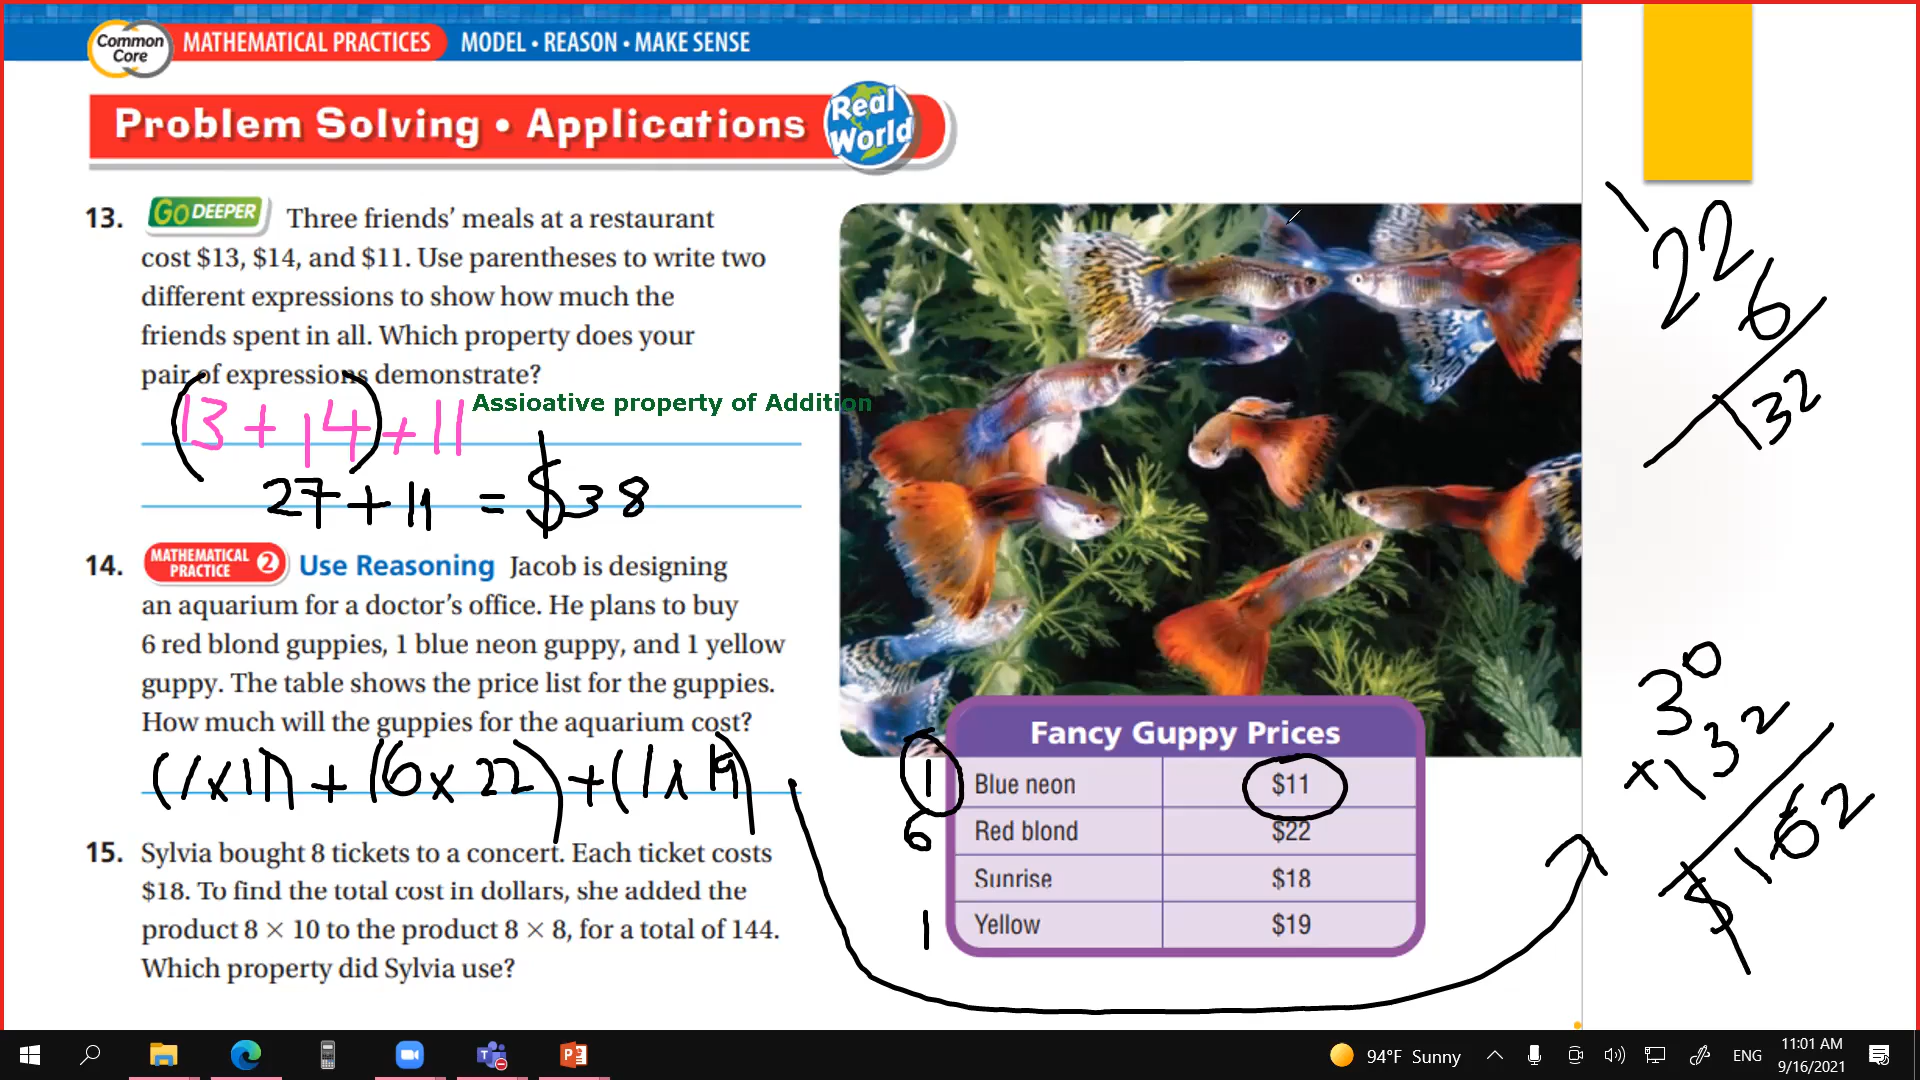 Common Core MATHEMATICAL PRACTICES MODEL • REASON • MAKE SENSE
Problem Solving • Applications Real World
13. GO DEEPER Three friends' meals at a restaurant
cost $13, $14, and $11. Use parentheses to write two
different expressions to show how much the
friends spent in all. Which property does your
pair of expressions demonstrate?
(13 + 14) + 11 Assioative property of Addition
27 + 11 = $38
14. MATHEMATICAL PRACTICE 2 Use Reasoning Jacob is designing
an aquarium for a doctor's office. He plans to buy
6 red blond guppies, 1 blue neon guppy, and 1 yellow
guppy. The table shows the price list for the guppies.
How much will the guppies for the aquarium cost?
(1 x 11) + (6 x 22) + (1 x 19)
15. Sylvia bought 8 tickets to a concert. Each ticket costs
$18. To find the total cost in dollars, she added the
product 8 × 10 to the product 8 × 8, for a total of 144.
Which property did Sylvia use?
Fancy Guppy Prices
1 Blue neon $11
6 Red blond $22
Sunrise $18
1 Yellow $19
1
22
6
132
30
x 132
$162
94°F Sunny
ENG
11:01 AM
9/16/2021